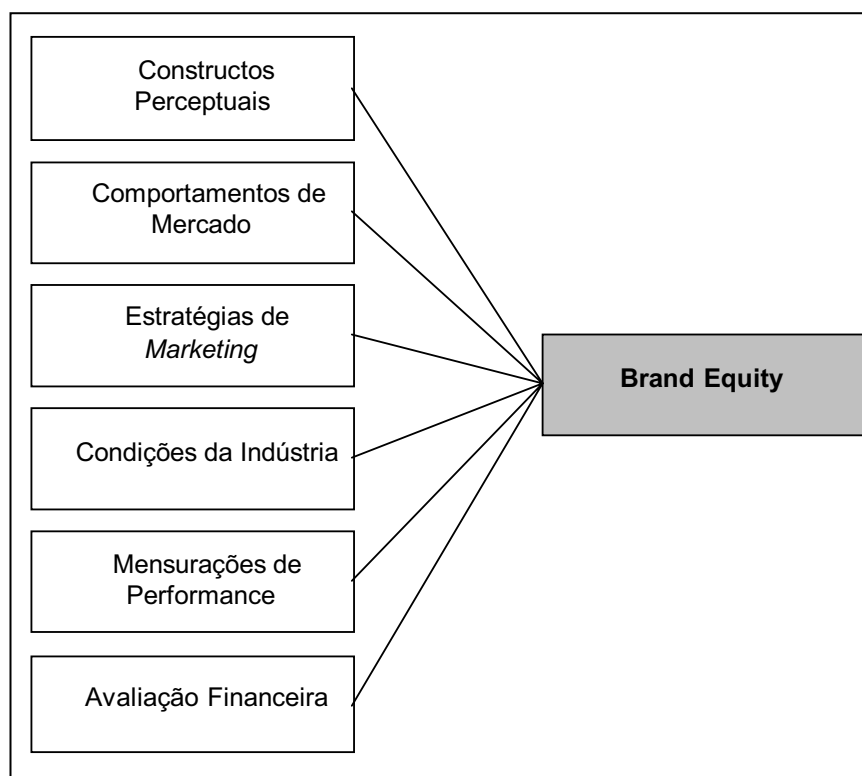 Constructos
Perceptuais
Comportamentos de
Mercado
Estratégias de
Marketing
Condições da Indústria
Mensurações de
Performance
Avaliação Financeira
Brand Equity